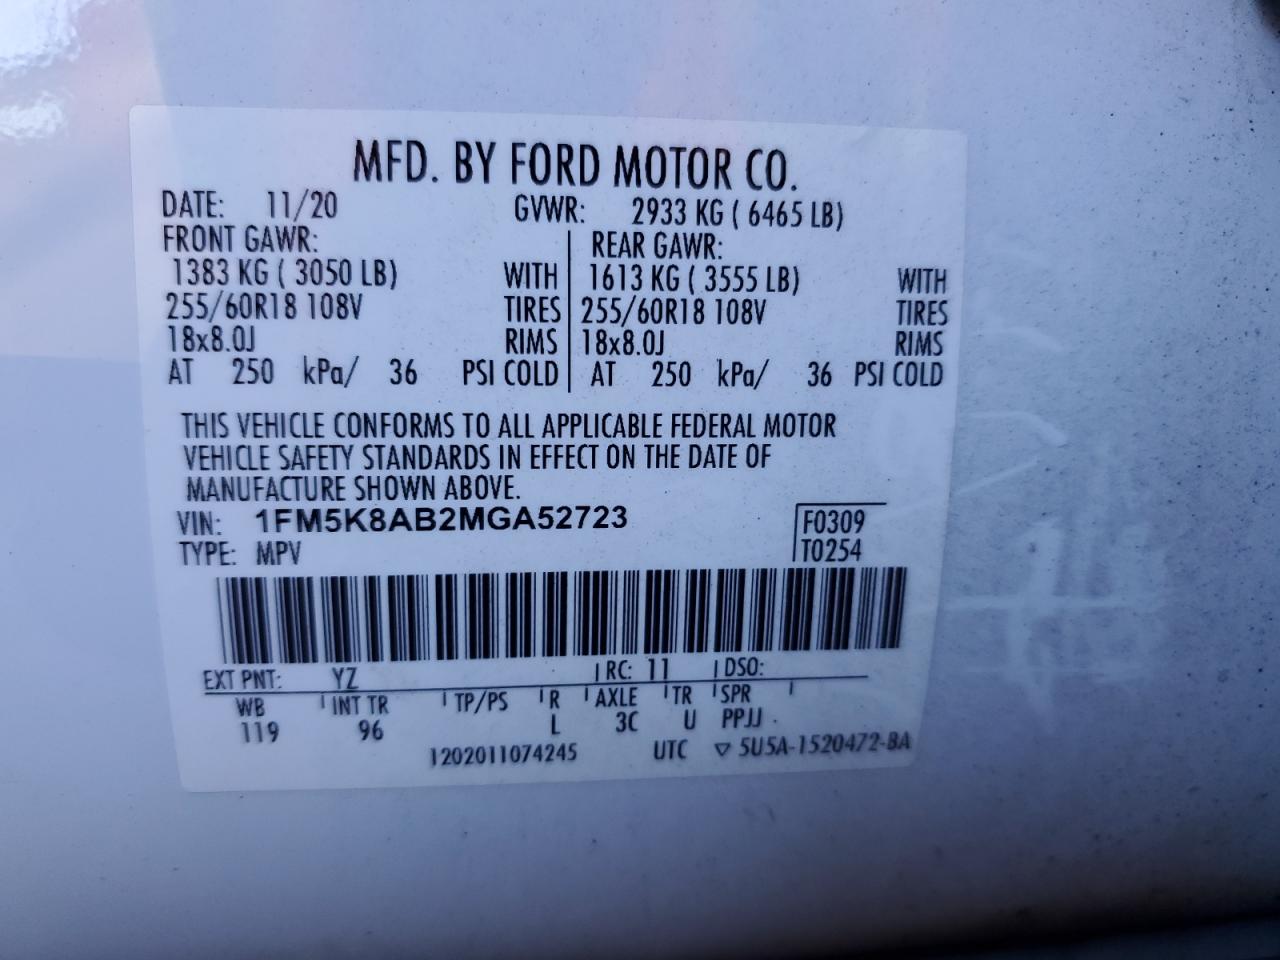 MFD. BY FORD MOTOR CO.
DATE: 11/20 GVWR: 2933 KG ( 6465 LB)
FRONT GAWR: REAR GAWR:
1383 KG ( 3050 LB) WITH 1613 KG ( 3555 LB) WITH
255/60R18 108V TIRES 255/60R18 108V TIRES
18x8.0J RIMS 18x8.0J RIMS
AT 250 kPa/ 36 PSI COLD AT 250 kPa/ 36 PSI COLD
THIS VEHICLE CONFORMS TO ALL APPLICABLE FEDERAL MOTOR
VEHICLE SAFETY STANDARDS IN EFFECT ON THE DATE OF
MANUFACTURE SHOWN ABOVE.
VIN: 1FM5K8AB2MGA52723 F0309
TYPE: MPV T0254
EXT PNT: YZ RC: 11 DSO:
WB INT TR TP/PS R AXLE TR SPR
119 96 L 3C U PPJJ
1202011074245 UTC ▽ 5U5A-1520472-BA